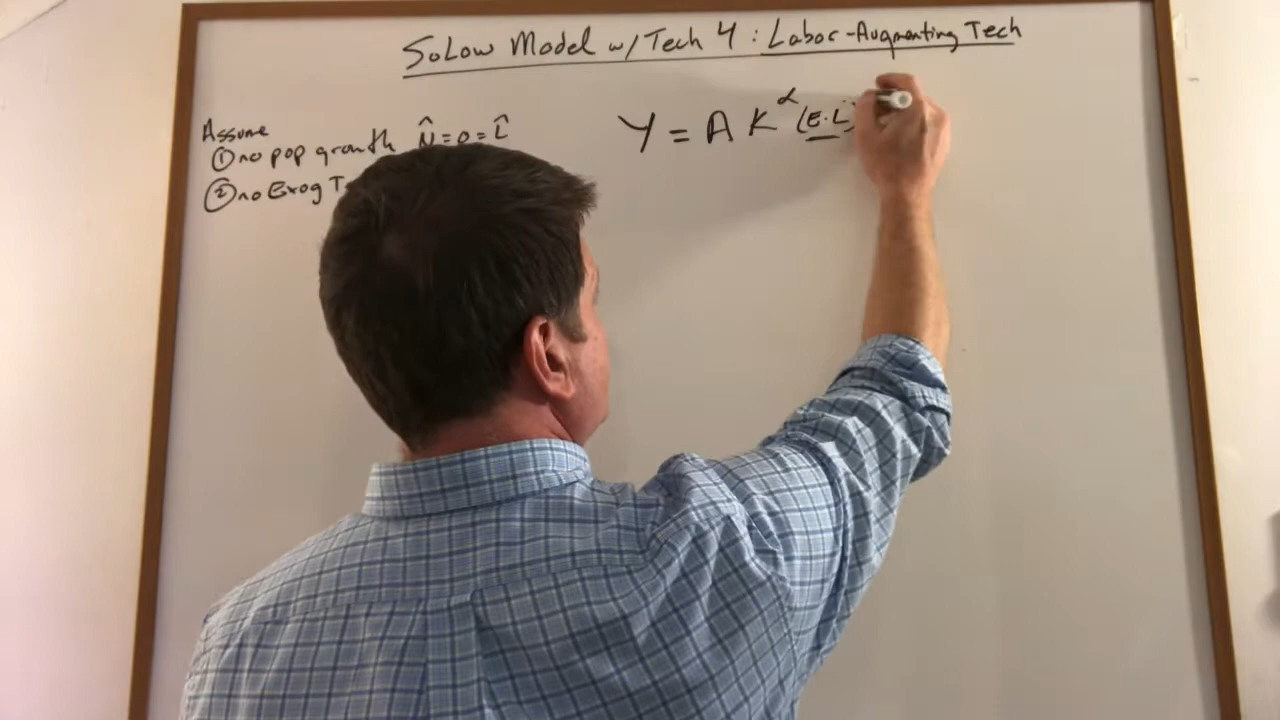 SoLow Model w/ Tech 4 : Labor-Augmenting Tech
Assume
① no pop growth N̂=0=L̂
② no Exog
Y = A K^α (E·L)